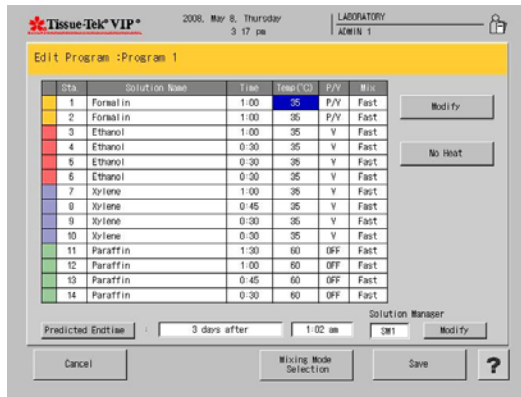 Tissue-Tek® VIP®
2008, May 8, Thursday
3 17 pm
LABORATORY
ADMIN 1
Edit Program :Program 1
Sta. Solution Name Time Temp(°C) P/V Mix
1 Formalin 1:00 35 P/V Fast
2 Formalin 1:00 35 P/V Fast
3 Ethanol 1:00 35 V Fast
4 Ethanol 0:30 35 V Fast
5 Ethanol 0:30 35 V Fast
6 Ethanol 0:30 35 V Fast
7 Xylene 1:00 35 V Fast
8 Xylene 0:45 35 V Fast
9 Xylene 0:30 35 V Fast
10 Xylene 0:30 35 V Fast
11 Paraffin 1:30 60 OFF Fast
12 Paraffin 1:00 60 OFF Fast
13 Paraffin 0:45 60 OFF Fast
14 Paraffin 0:30 60 OFF Fast
Modify
No Heat
Solution Manager
Predicted Endtime : 3 days after 1:02 am SM1 Modify
Cancel
Mixing Mode
Selection
Save
?